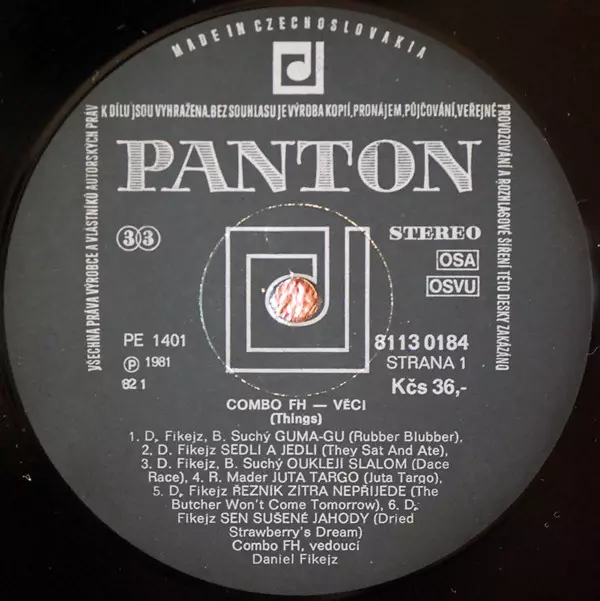 MADE IN CZECHOSLOVAKIA
VŠECHNA PRÁVA VÝROBCE A VLASTNÍKŮ AUTORSKÝCH PRÁV
K DÍLU JSOU VYHRAŽENA. BEZ SOUHLASU JE VÝROBA KOPIÍ, PRONÁJEM, PŮJČOVÁNÍ, VEŘEJNÉ
PROVOZOVÁNÍ A ROZHLASOVÉ ŠÍŘENÍ TÉTO DESKY ZAKÁZÁNO
PANTON
33
STEREO
OSA
OSVU
PE 1401
Ⓟ 1981
82 1
8113 0184
STRANA 1
Kčs 36,-
COMBO FH — VĚCI
(Things)
1. D. Fikejz, B. Suchý GUMA-GU (Rubber Blubber),
2. D. Fikejz SEDLI A JEDLI (They Sat And Ate),
3. D. Fikejz, B. Suchý OUKLEJÍ SLALOM (Dace
Race), 4. R. Mader JUTA TARGO (Juta Targo),
5. D. Fikejz ŘEZNÍK ZÍTRA NEPŘIJEDE (The
Butcher Won't Come Tomorrow), 6. D.
Fikejz SEN SUŠENÉ JAHODY (Dried
Strawberry's Dream)
Combo FH, vedoucí
Daniel Fikejz